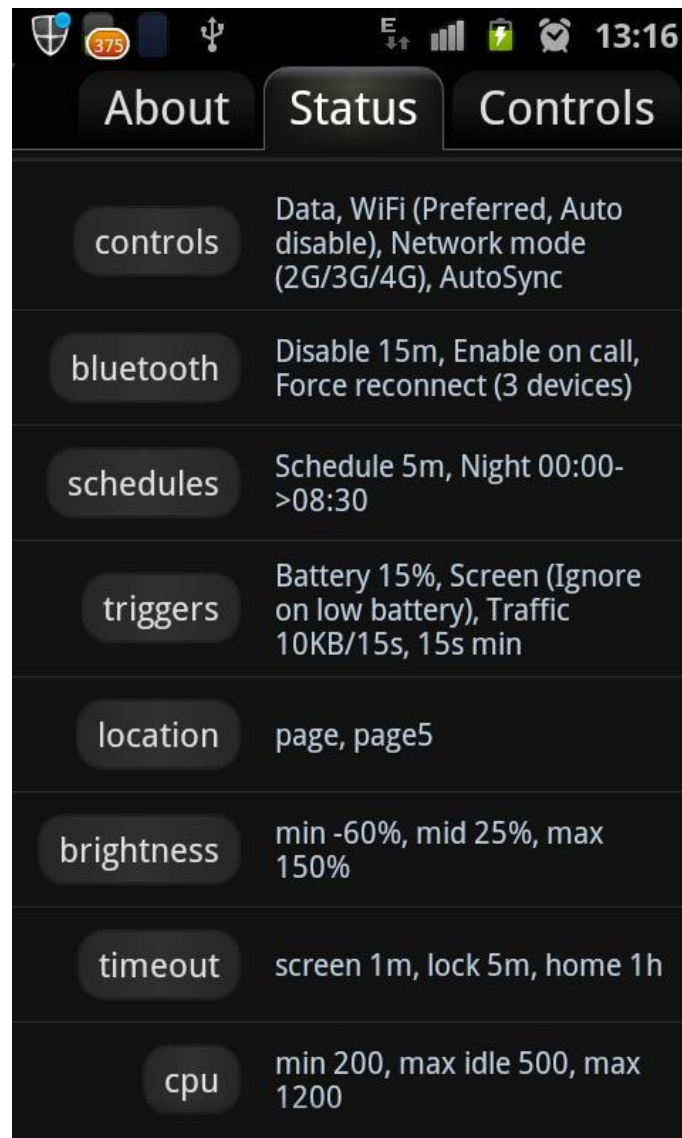 375
E
13:16
About
Status
Controls
controls
Data, WiFi (Preferred, Auto
disable), Network mode
(2G/3G/4G), AutoSync
bluetooth
Disable 15m, Enable on call,
Force reconnect (3 devices)
schedules
Schedule 5m, Night 00:00-
>08:30
triggers
Battery 15%, Screen (Ignore
on low battery), Traffic
10KB/15s, 15s min
location
page, page5
brightness
min -60%, mid 25%, max
150%
timeout
screen 1m, lock 5m, home 1h
cpu
min 200, max idle 500, max
1200